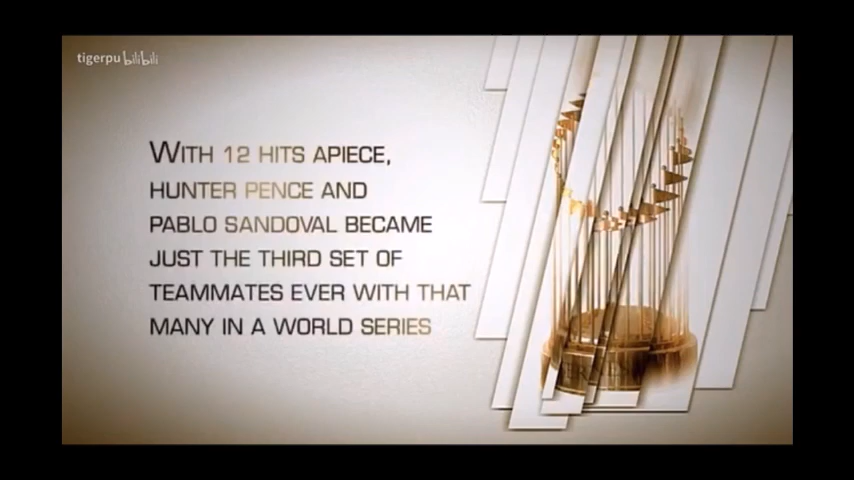 tigerpu bilibili
WITH 12 HITS APIECE,
HUNTER PENCE AND
PABLO SANDOVAL BECAME
JUST THE THIRD SET OF
TEAMMATES EVER WITH THAT
MANY IN A WORLD SERIES